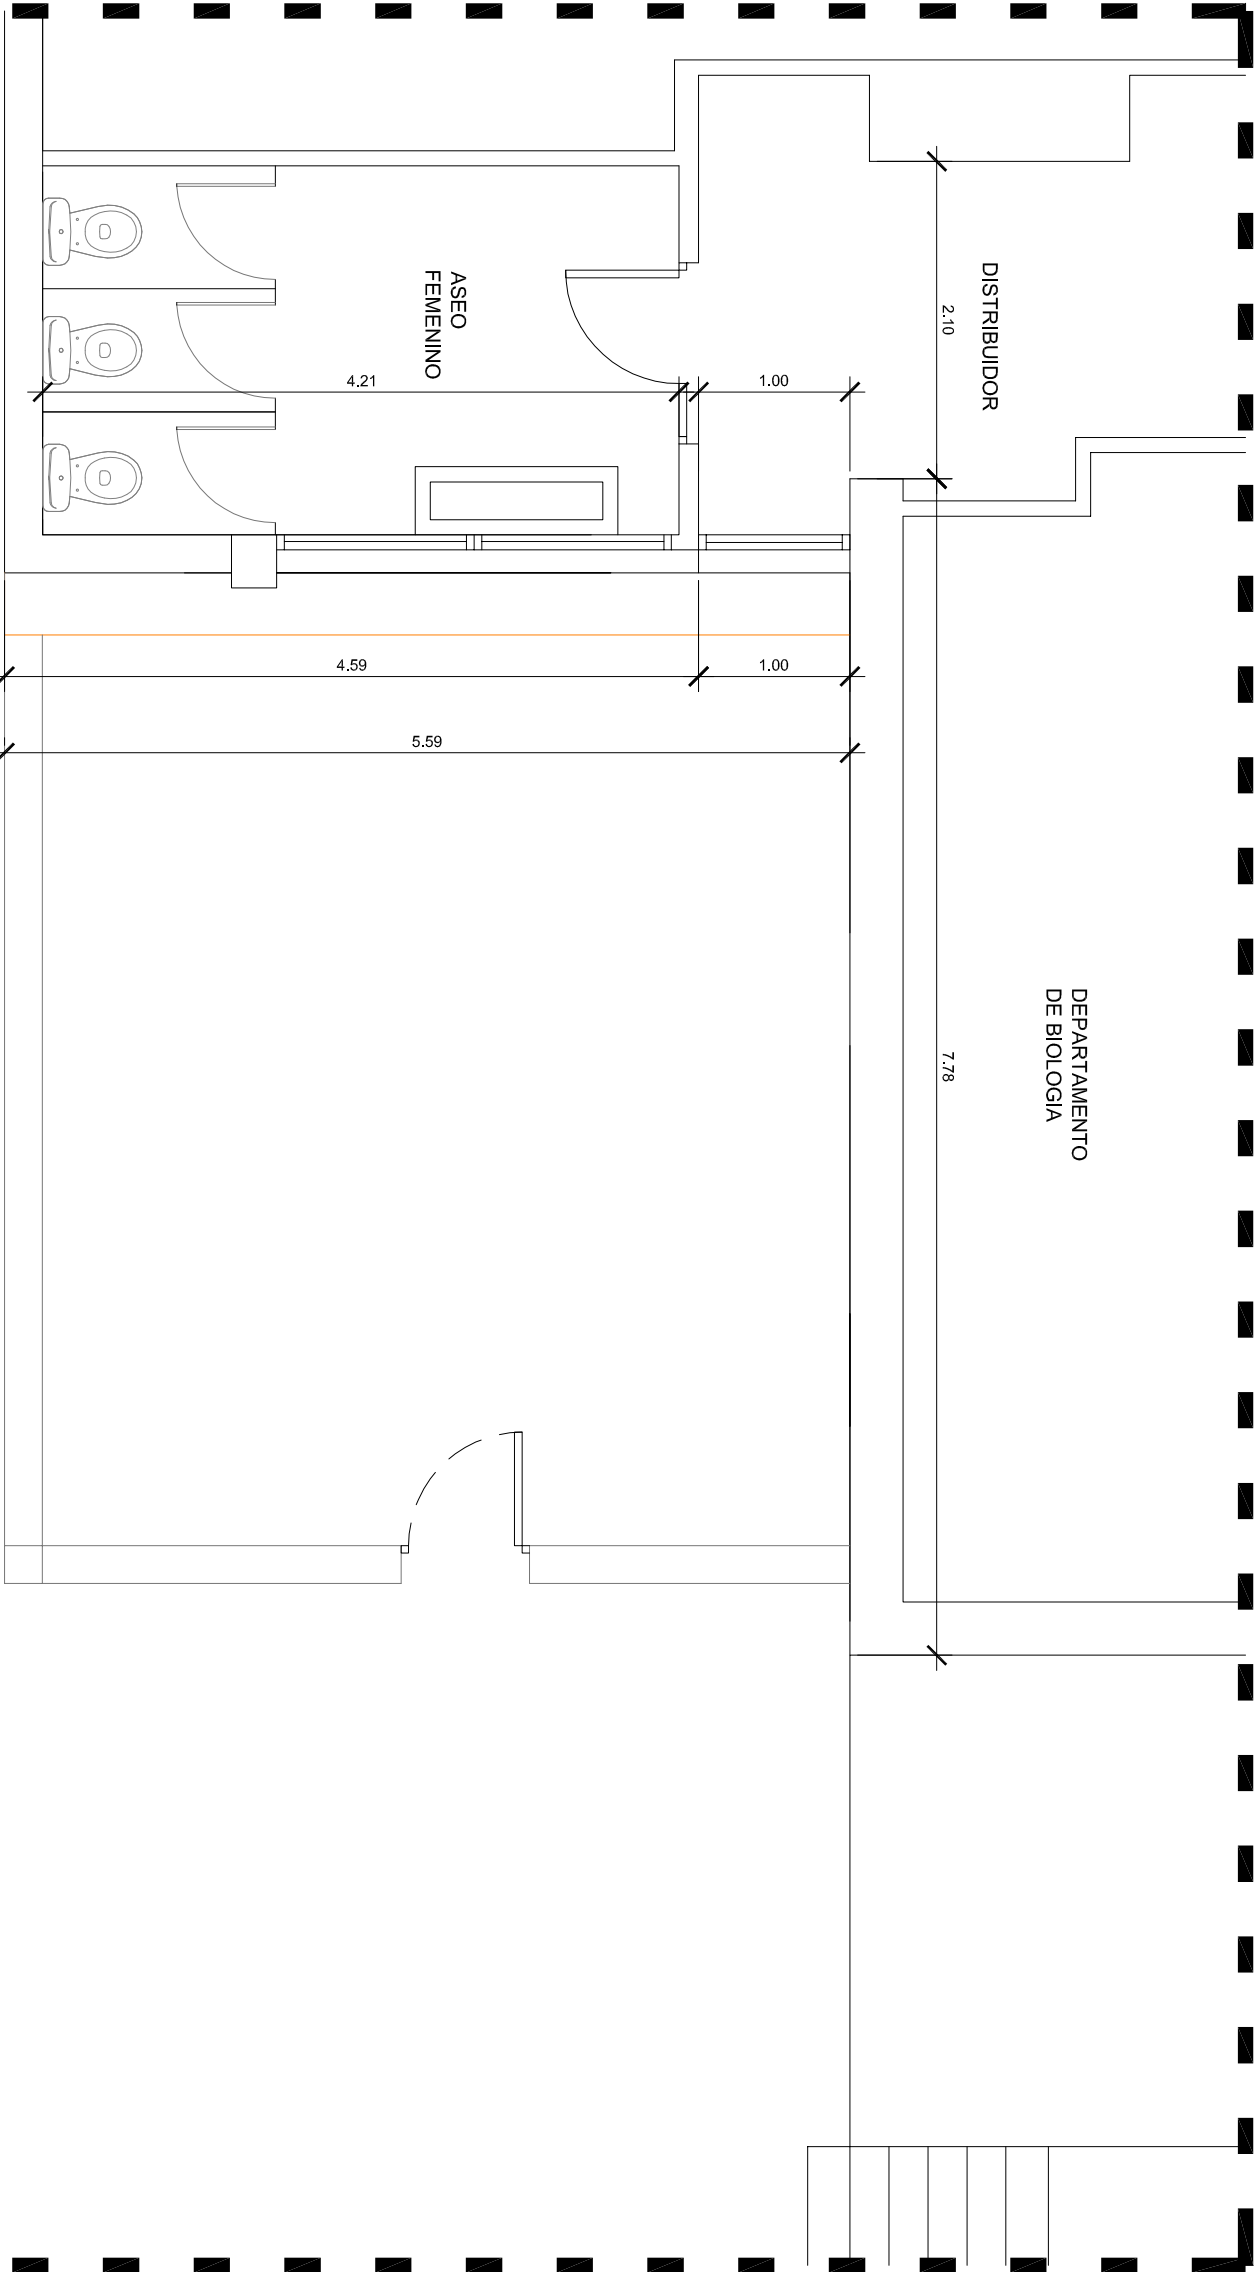 DISTRIBUIDOR
2.10
ASEO
FEMENINO
4.21
1.00
4.59
1.00
5.59
DEPARTAMENTO
DE BIOLOGIA
7.78